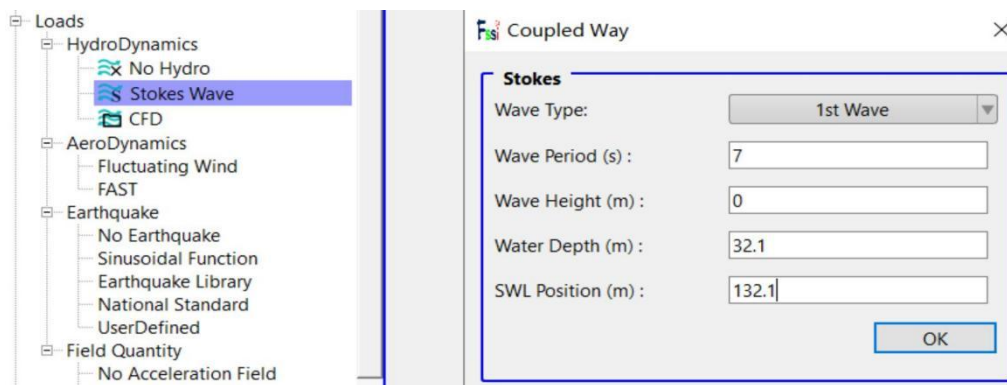 Loads
HydroDynamics
No Hydro
Stokes Wave
CFD
AeroDynamics
Fluctuating Wind
FAST
Earthquake
No Earthquake
Sinusoidal Function
Earthquake Library
National Standard
UserDefined
Field Quantity
No Acceleration Field
Fssi Coupled Way
Stokes
Wave Type: 1st Wave
Wave Period (s) : 7
Wave Height (m) : 0
Water Depth (m) : 32.1
SWL Position (m) : 132.1
OK